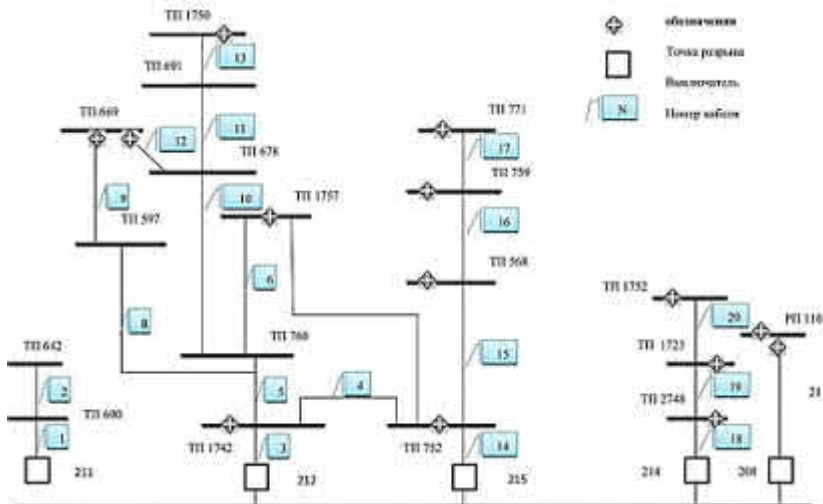 ТП 1750
обозначения
13
Точка разрыва
ТП 691
Выключатель
N
Номер кабеля
ТП 669
ТП 771
11
12
17
ТП 678
ТП 759
9
10
ТП 1757
ТП 597
16
ТП 568
6
ТП 1752
8
20
РП 110
ТП 760
ТП 642
ТП 1723
15
5
4
19
21
2
ТП 2748
ТП 600
1
ТП 1742
3
ТП 752
14
18
211
212
215
214
208